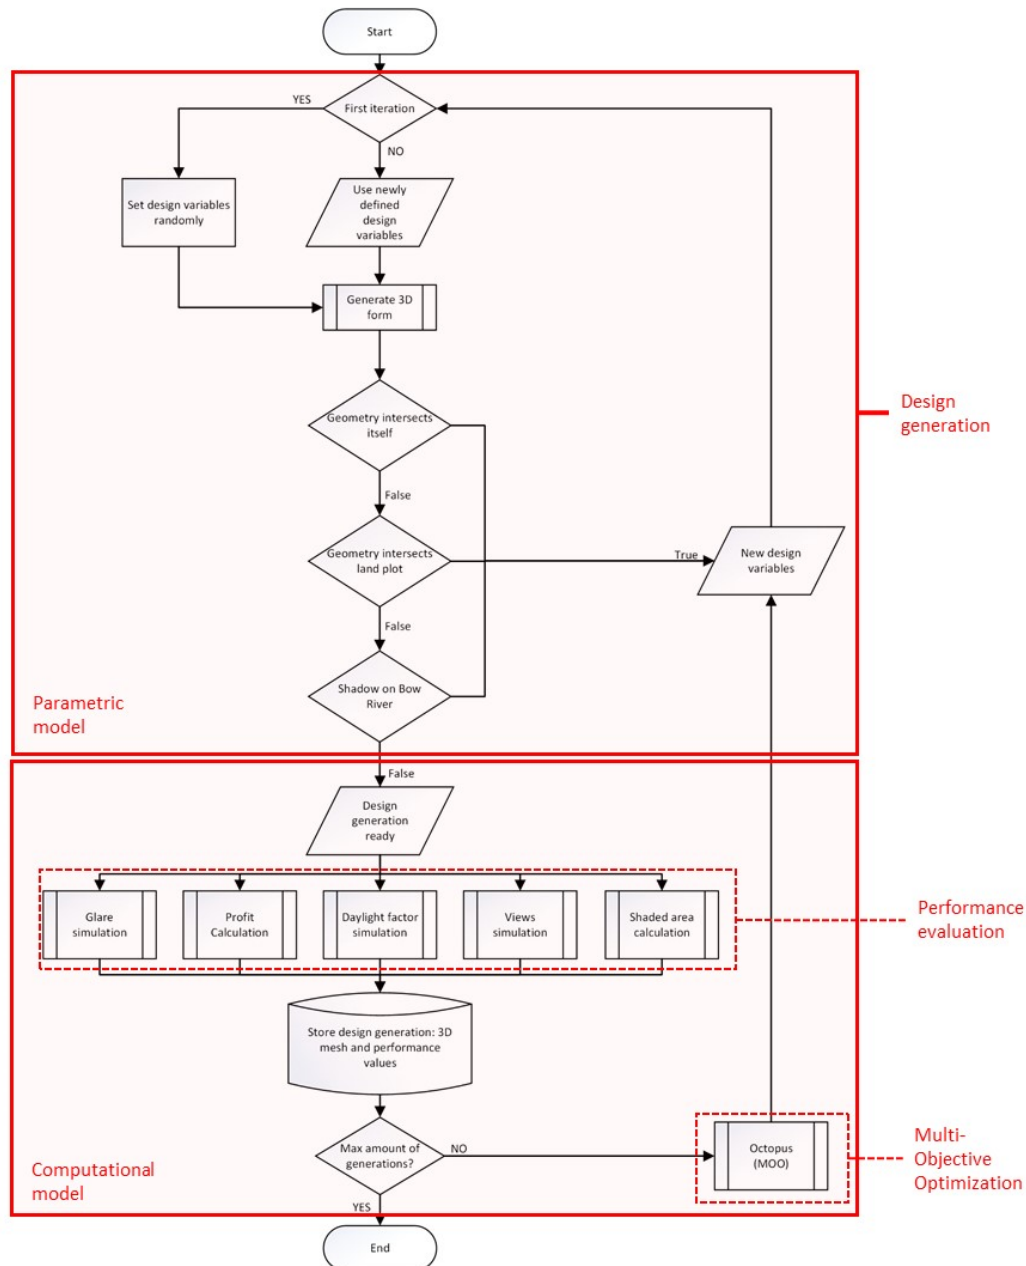 Start
YES
First iteration
NO
Set design variables
randomly
Use newly
defined
design
variables
Generate 3D
form
Geometry intersects
itself
Design
generation
False
Geometry intersects
land plot
True
New design
variables
False
Shadow on Bow
River
Parametric
model
False
Design
generation
ready
Glare
simulation
Profit
Calculation
Daylight factor
simulation
Views
simulation
Shaded area
calculation
Performance
evaluation
Store design generation: 3D
mesh and performance
values
Max amount of
generations?
NO
Octopus
(MOO)
Multi-
Objective
Optimization
Computational
model
YES
End